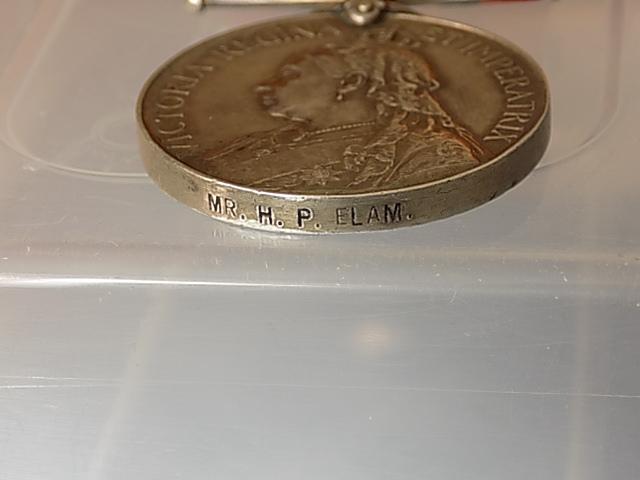 VICTORIA REGINA ET IMPERATRIX
MR. H. P. ELAM.